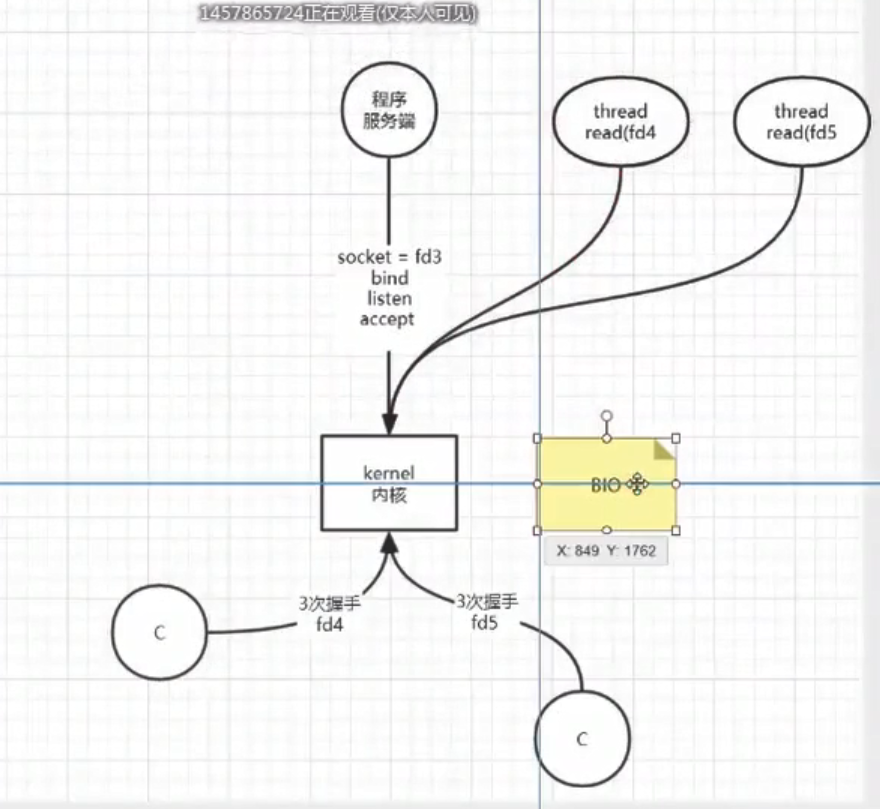 1457865724正在观看(仅本人可见)
程序
服务端
thread
read(fd4
thread
read(fd5
socket = fd3
bind
listen
accept
kernel
内核
BIO
X: 849 Y: 1762
3次握手
fd4
3次握手
fd5
C
C